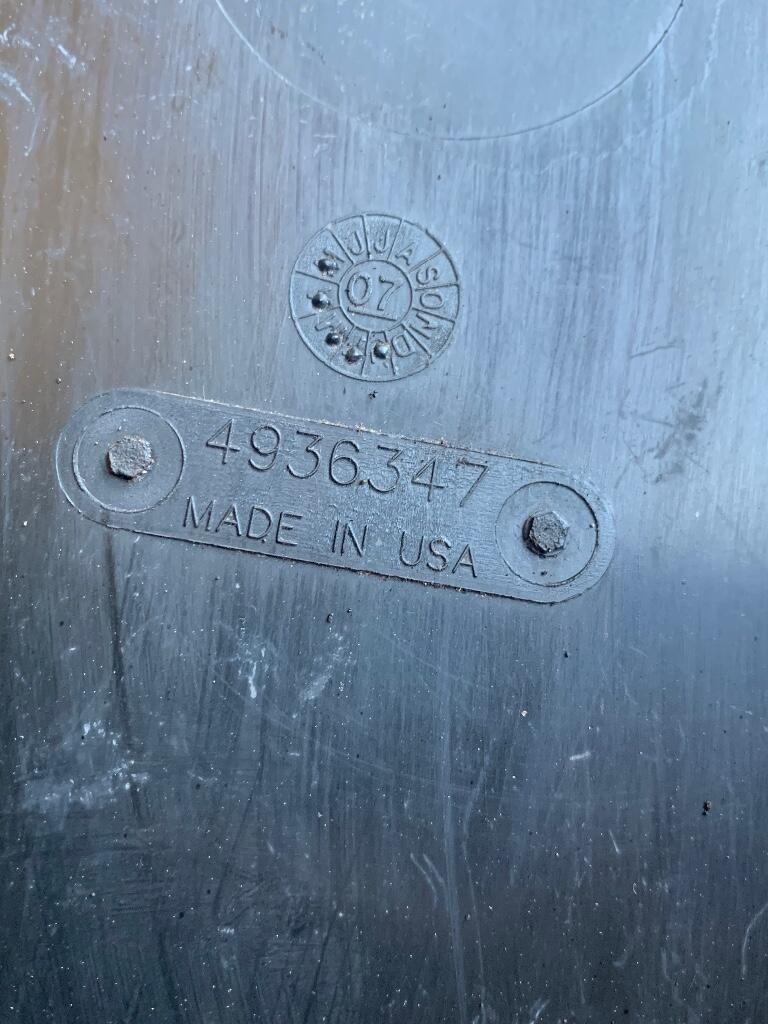 J F M A M J J A S O N D
07
4936347
MADE IN USA